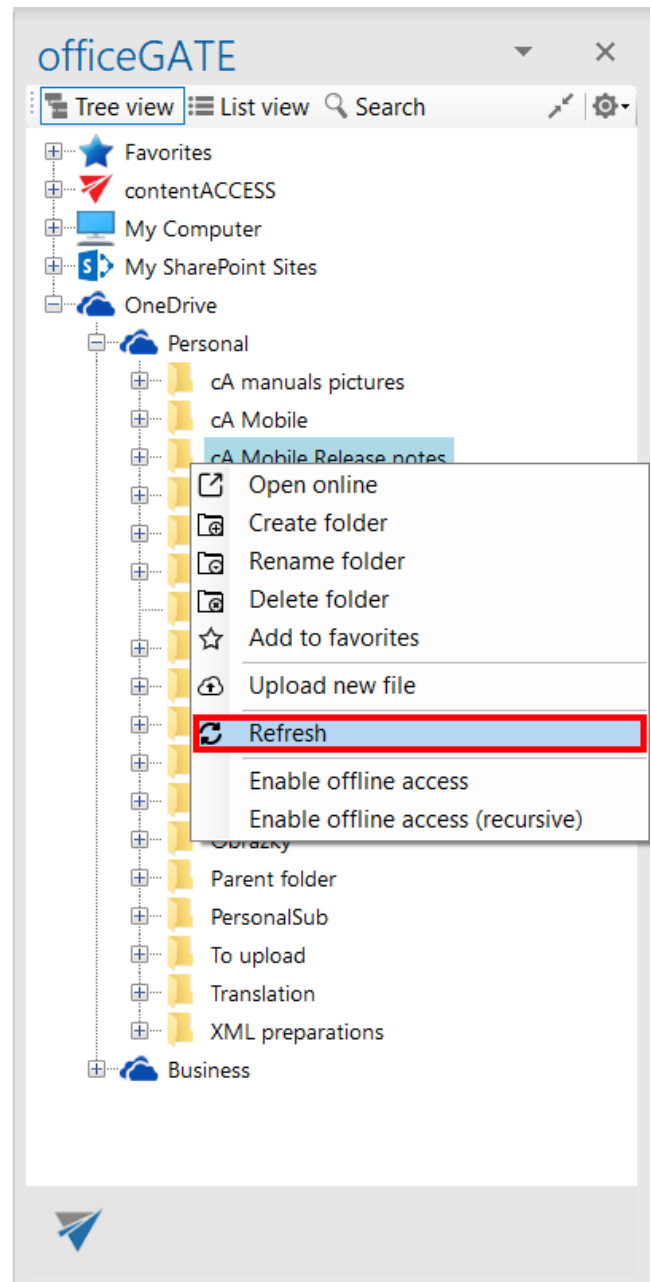 officeGATE
Tree view List view Search
Favorites
contentACCESS
My Computer
My SharePoint Sites
OneDrive
Personal
cA manuals pictures
cA Mobile
cA Mobile Release notes
Open online
Create folder
Rename folder
Delete folder
Add to favorites
Upload new file
Refresh
Enable offline access
Enable offline access (recursive)
Obrázky
Parent folder
PersonalSub
To upload
Translation
XML preparations
Business